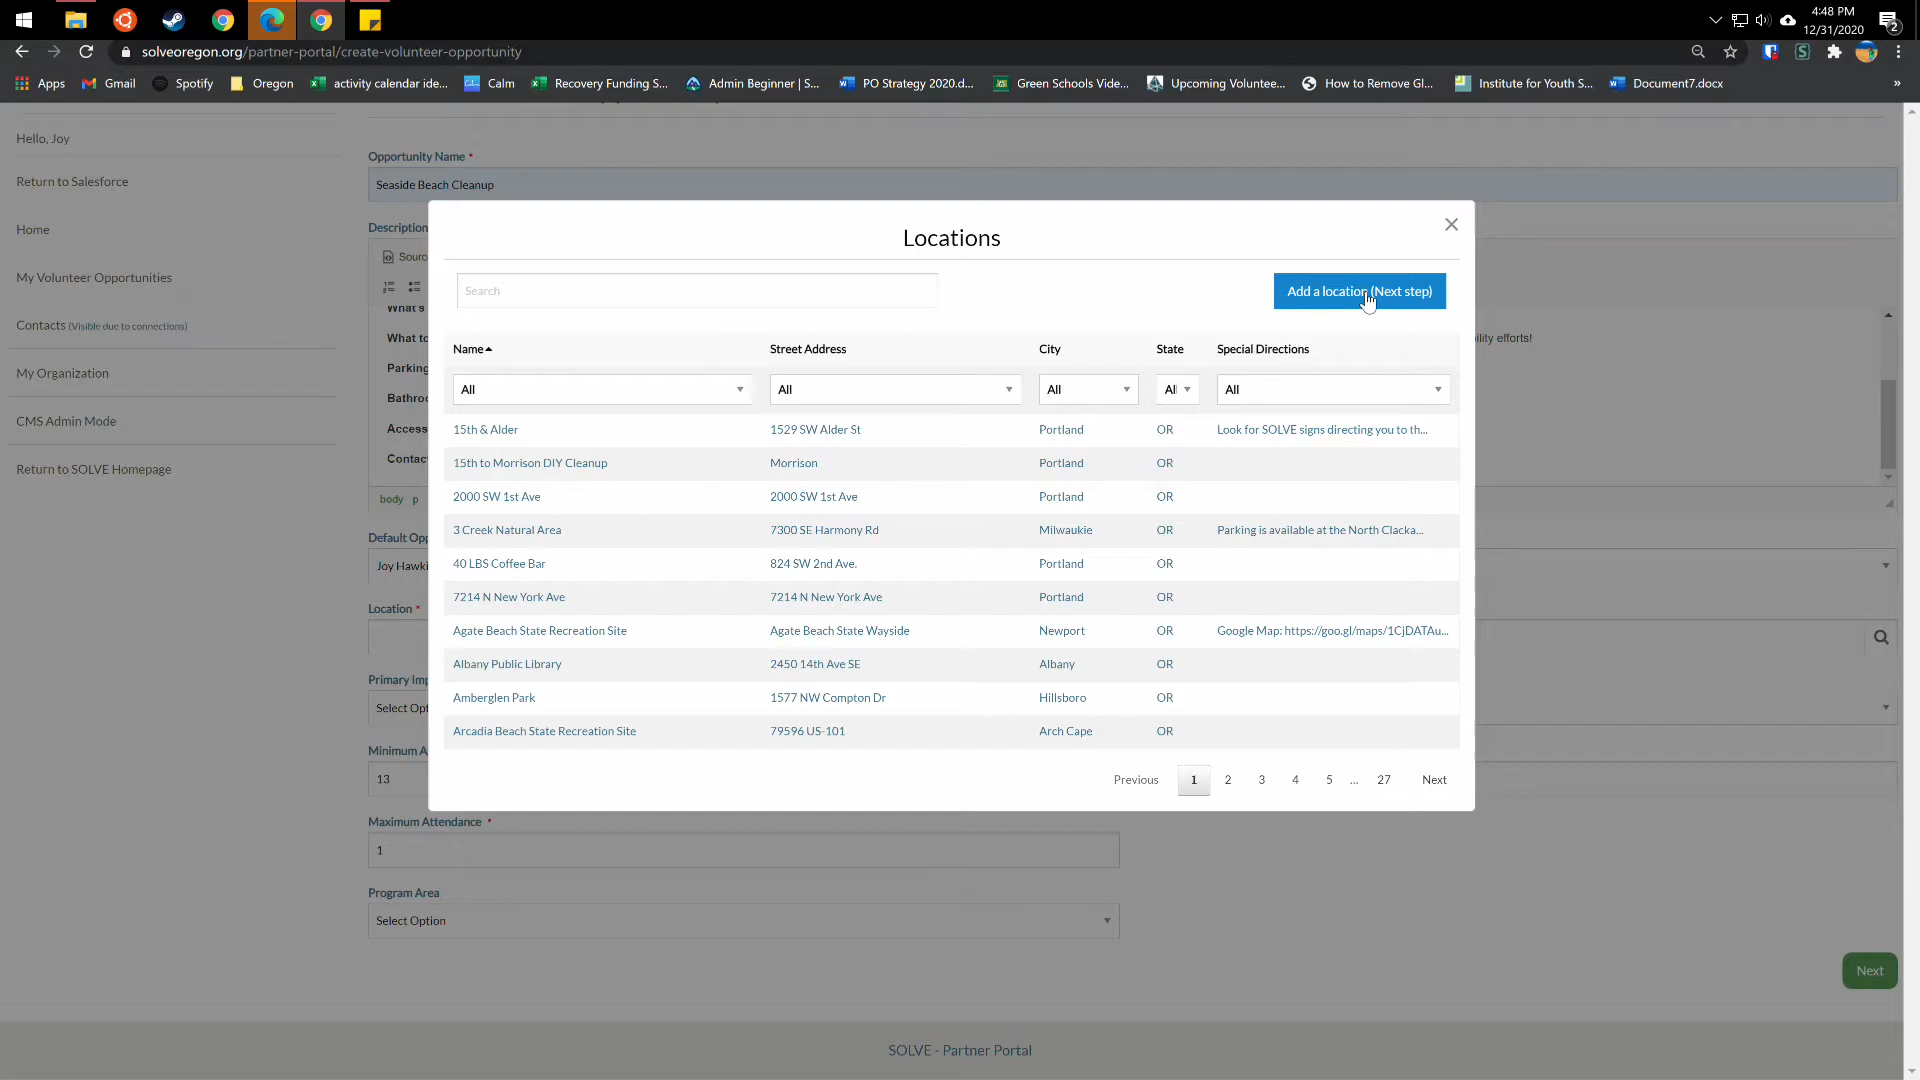 4:48 PM
12/31/2020
2
solveoregon.org/partner-portal/create-volunteer-opportunity
Apps
Gmail
Spotify
Oregon
activity calendar ide...
Calm
Recovery Funding S...
Admin Beginner | S...
PO Strategy 2020.d...
Green Schools Vide...
Upcoming Voluntee...
How to Remove Gl...
Institute for Youth S...
Document7.docx
»
Hello, Joy
Return to Salesforce
Home
My Volunteer Opportunities
Contacts (Visible due to connections)
My Organization
CMS Admin Mode
Return to SOLVE Homepage
Opportunity Name *
Seaside Beach Cleanup
Description
Sourc
What's
What to
Parking
Bathro
Access
Contac
bility efforts!
body p
Default Opp
Joy Hawki
Location *
Primary Imp
Select Opt
Minimum A
13
Maximum Attendance *
1
Program Area
Select Option
Next
SOLVE - Partner Portal
Locations
Search
Add a location (Next step)
Name Street Address City State Special Directions
All All All Al All
15th & Alder 1529 SW Alder St Portland OR Look for SOLVE signs directing you to th...
15th to Morrison DIY Cleanup Morrison Portland OR
2000 SW 1st Ave 2000 SW 1st Ave Portland OR
3 Creek Natural Area 7300 SE Harmony Rd Milwaukie OR Parking is available at the North Clacka...
40 LBS Coffee Bar 824 SW 2nd Ave. Portland OR
7214 N New York Ave 7214 N New York Ave Portland OR
Agate Beach State Recreation Site Agate Beach State Wayside Newport OR Google Map: https://goo.gl/maps/1CjDATAu...
Albany Public Library 2450 14th Ave SE Albany OR
Amberglen Park 1577 NW Compton Dr Hillsboro OR
Arcadia Beach State Recreation Site 79596 US-101 Arch Cape OR
Previous 1 2 3 4 5 ... 27 Next